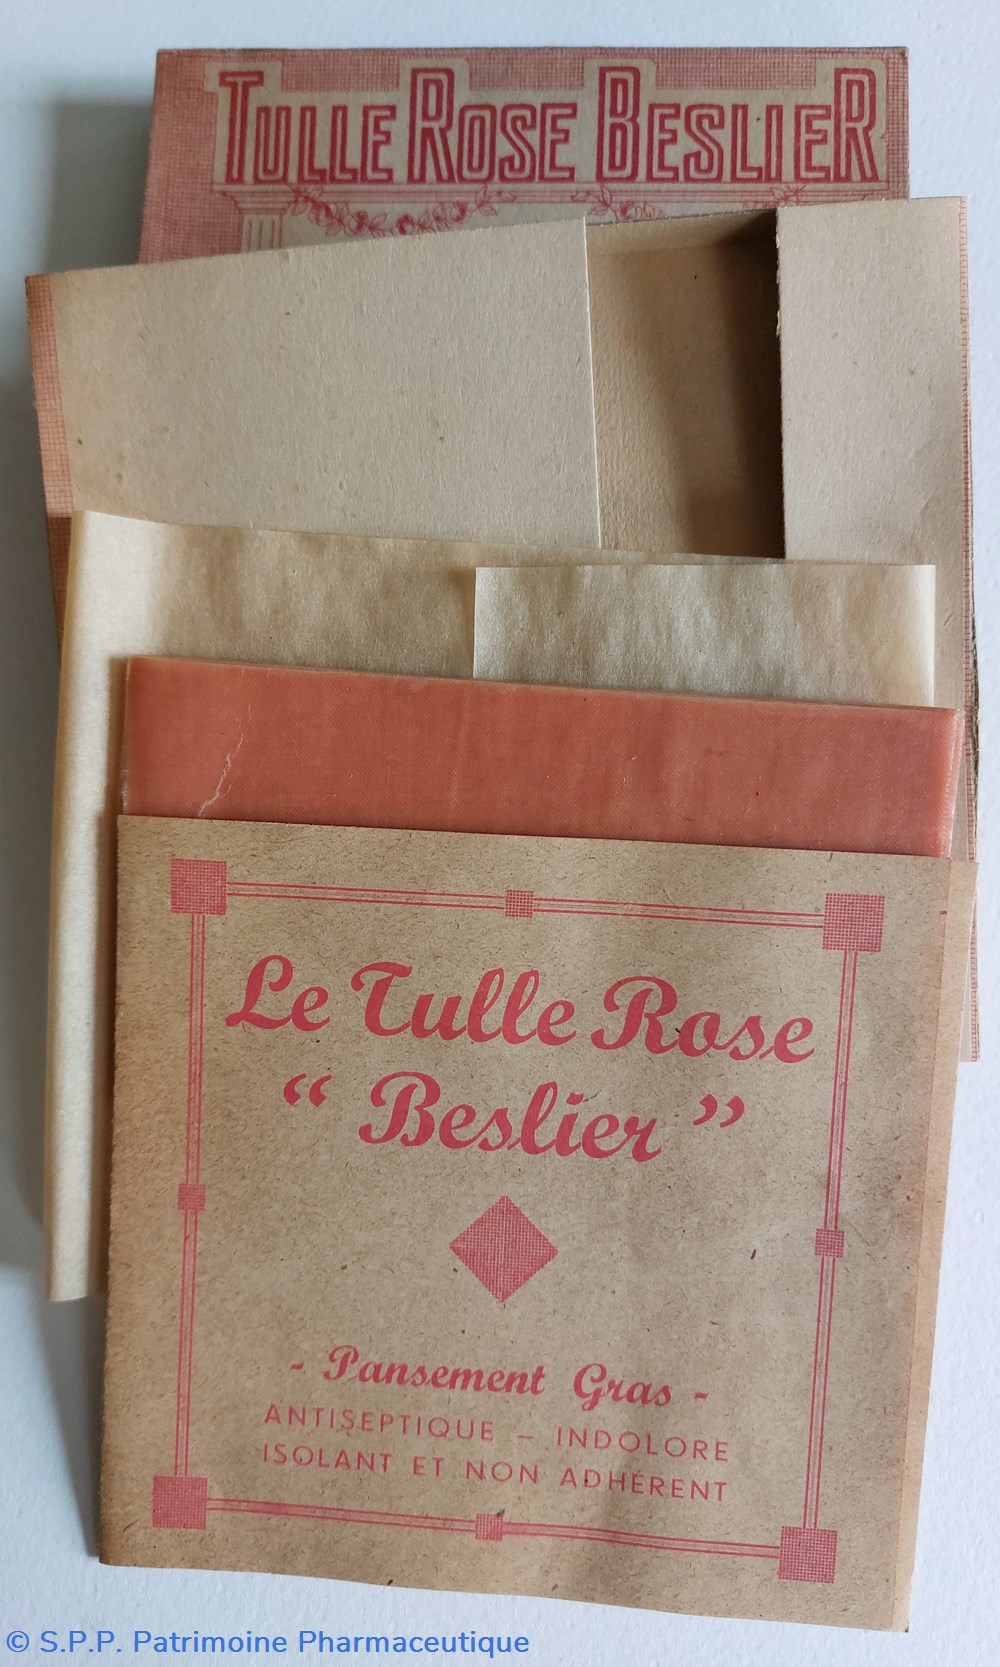 TULLE ROSE BESLIER
Le Tulle Rose
“ Beslier ”
- Pansement Gras -
ANTISEPTIQUE – INDOLORE
ISOLANT ET NON ADHÉRENT
© S.P.P. Patrimoine Pharmaceutique